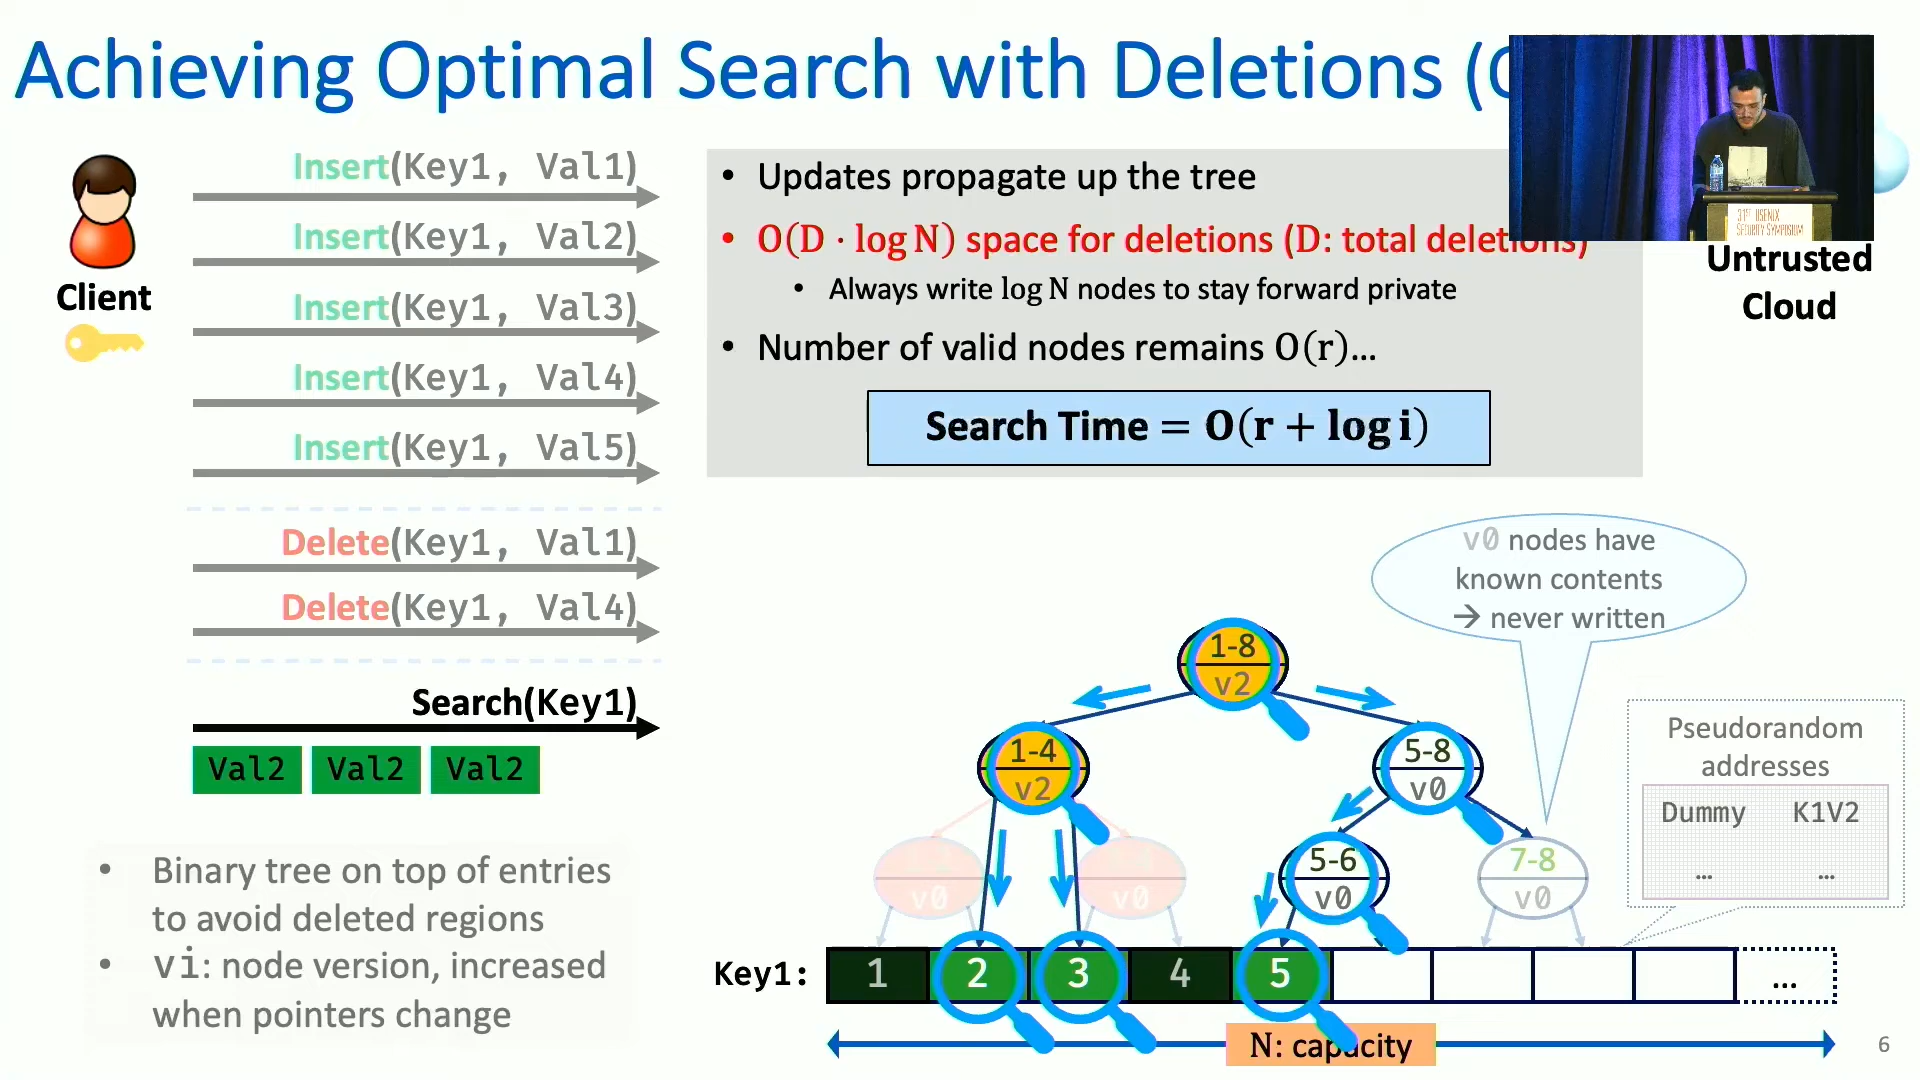 Achieving Optimal Search with Deletions (
Client
Insert(Key1, Val1)
Insert(Key1, Val2)
Insert(Key1, Val3)
Insert(Key1, Val4)
Insert(Key1, Val5)
Delete(Key1, Val1)
Delete(Key1, Val4)
Search(Key1)
Val2 Val2 Val2
• Binary tree on top of entries
to avoid deleted regions
• vi: node version, increased
when pointers change
• Updates propagate up the tree
• O(D · log N) space for deletions (D: total deletions)
• Always write log N nodes to stay forward private
• Number of valid nodes remains O(r)…
Search Time = O(r + log i)
31ST USENIX
SECURITY SYMPOSIUM
Untrusted
Cloud
v0 nodes have
known contents
→ never written
1-8
v2
1-4
v2
5-8
v0
v0
v0
5-6
v0
7-8
v0
Pseudorandom
addresses
Dummy K1V2
… …
Key1: 1 2 3 4 5 …
N: capacity
6